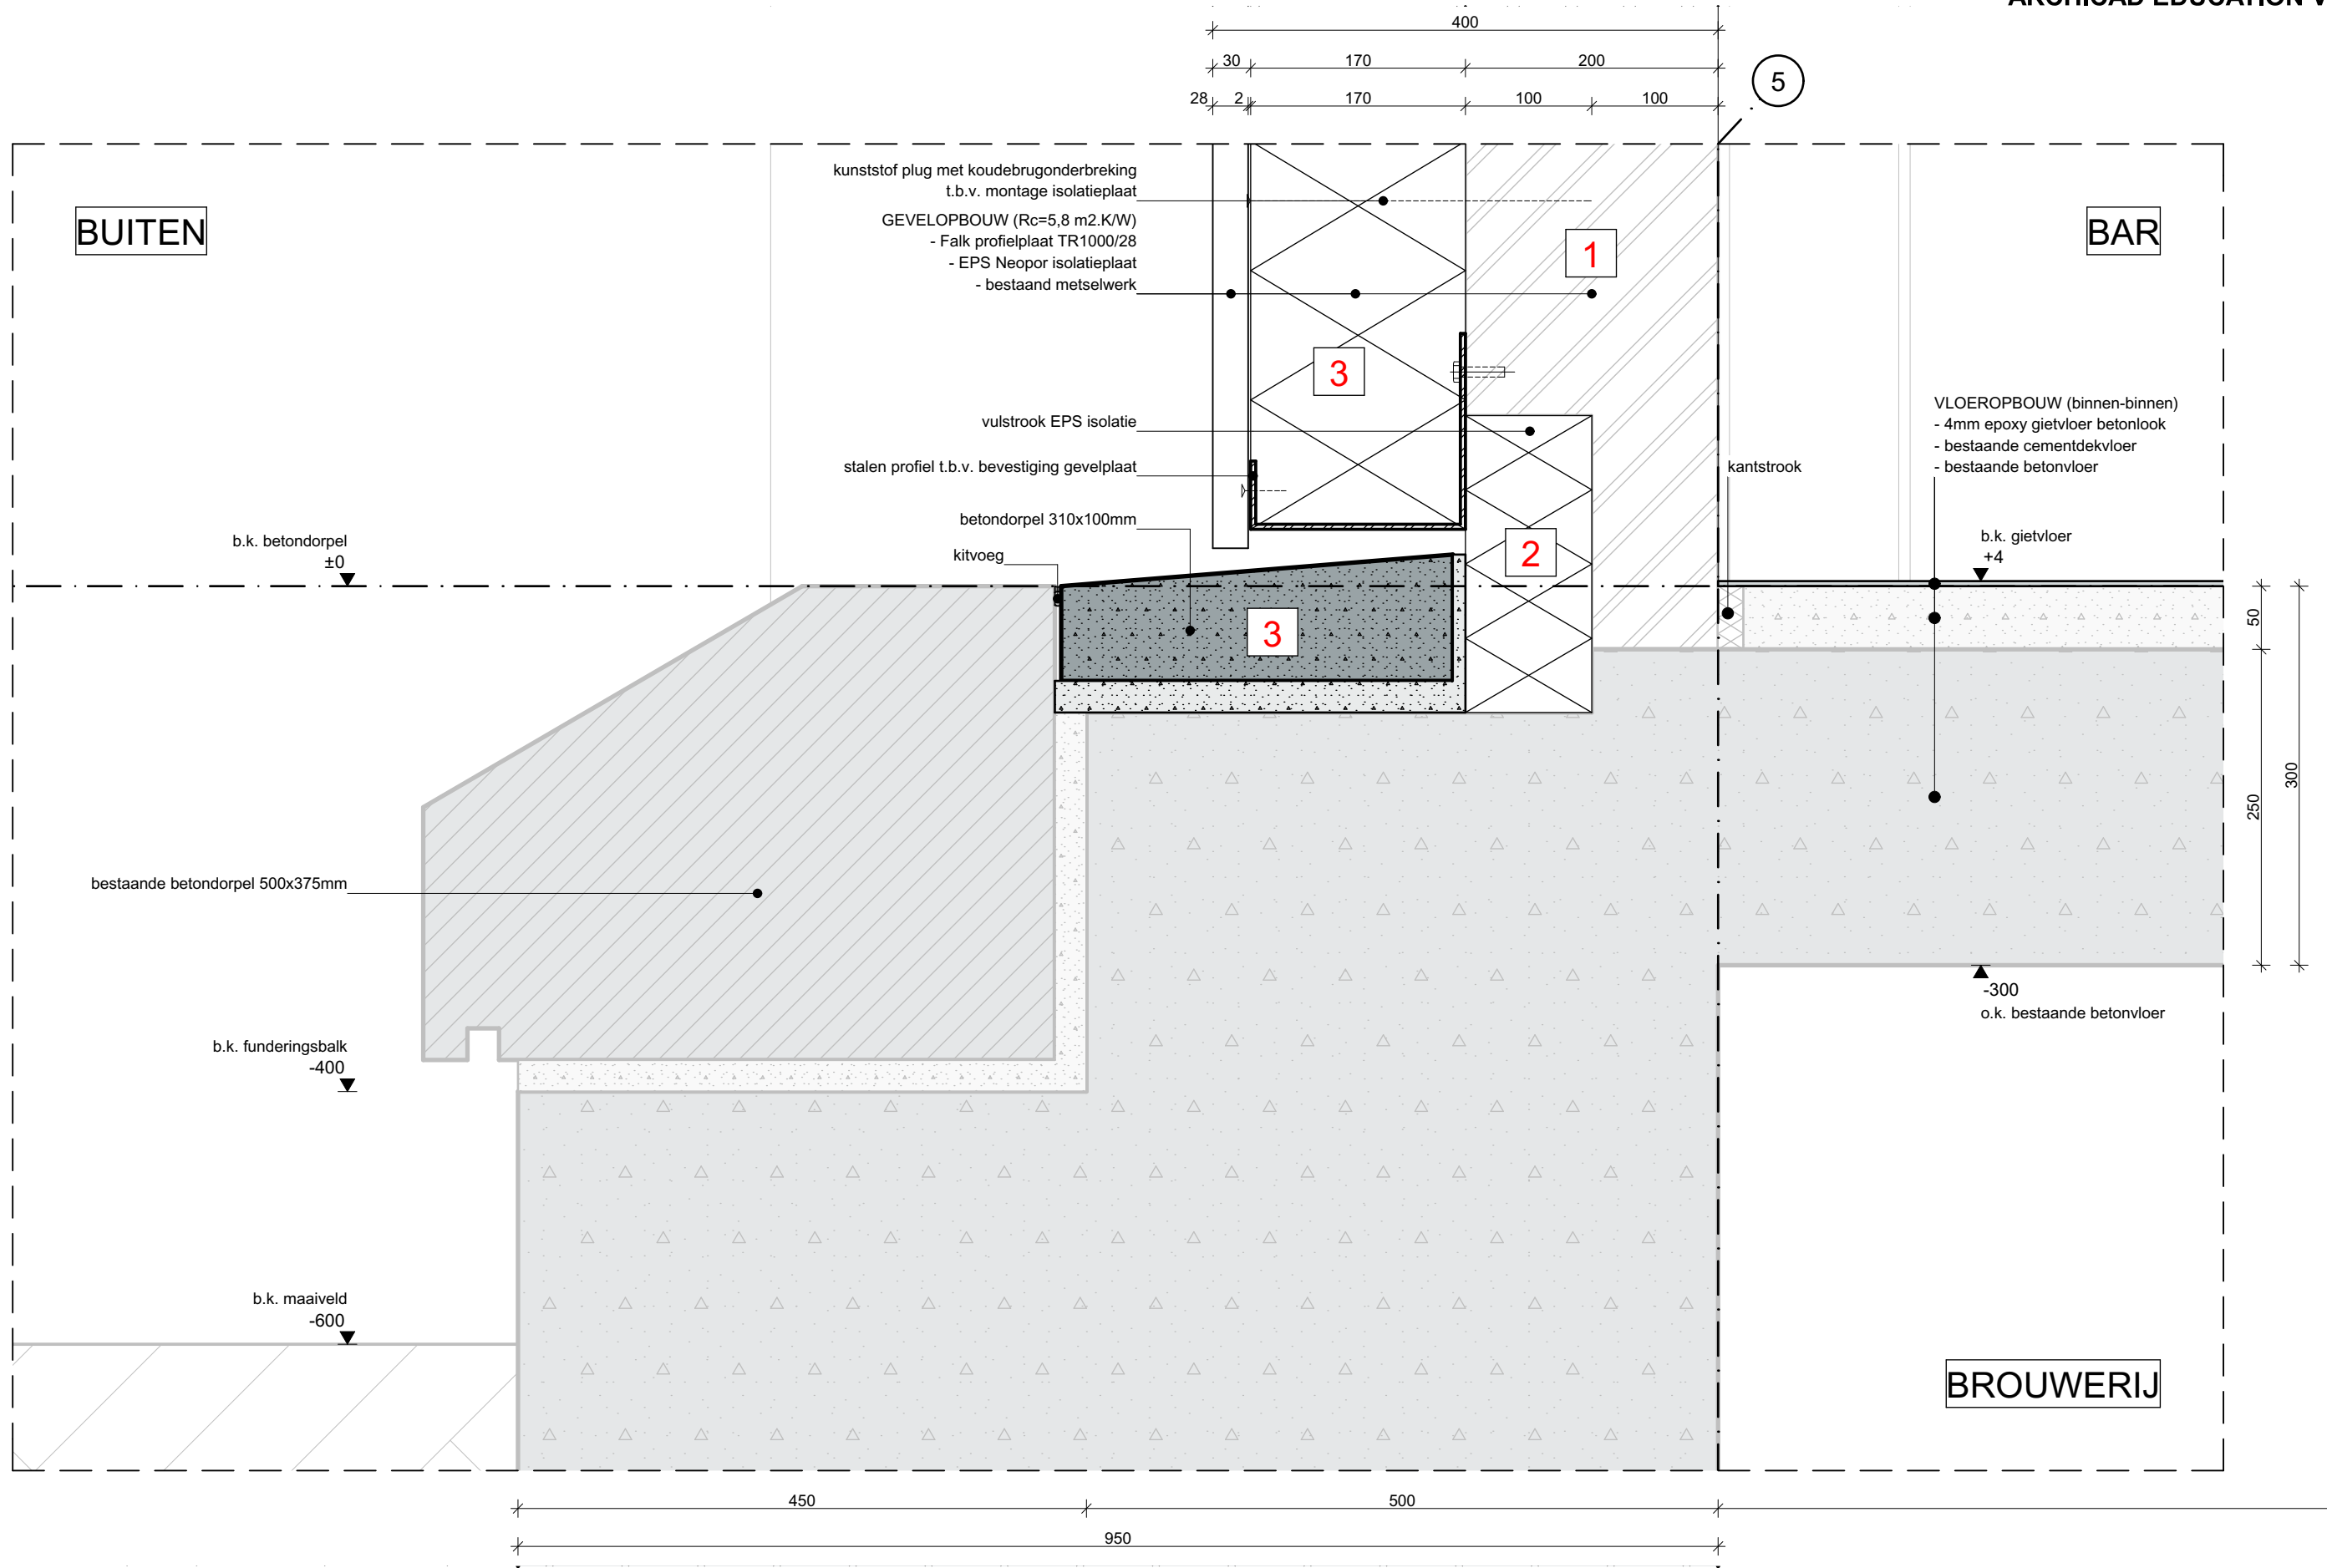 ARCHICAD EDUCATION V
400
30 170 200
28 2 170 100 100
5
kunststof plug met koudebrugonderbreking
t.b.v. montage isolatieplaat
BUITEN
GEVELOPBOUW (Rc=5,8 m2.K/W)
- Falk profielplaat TR1000/28
- EPS Neopor isolatieplaat
- bestaand metselwerk
1
BAR
3
vulstrook EPS isolatie
stalen profiel t.b.v. bevestiging gevelplaat
VLOEROPBOUW (binnen-binnen)
- 4mm epoxy gietvloer betonlook
- bestaande cementdekvloer
- bestaande betonvloer
kantstrook
betondorpel 310x100mm
kitvoeg
b.k. betondorpel
±0
2
b.k. gietvloer
+4
3
50
300
250
bestaande betondorpel 500x375mm
-300
o.k. bestaande betonvloer
b.k. funderingsbalk
-400
b.k. maaiveld
-600
BROUWERIJ
450 500
950